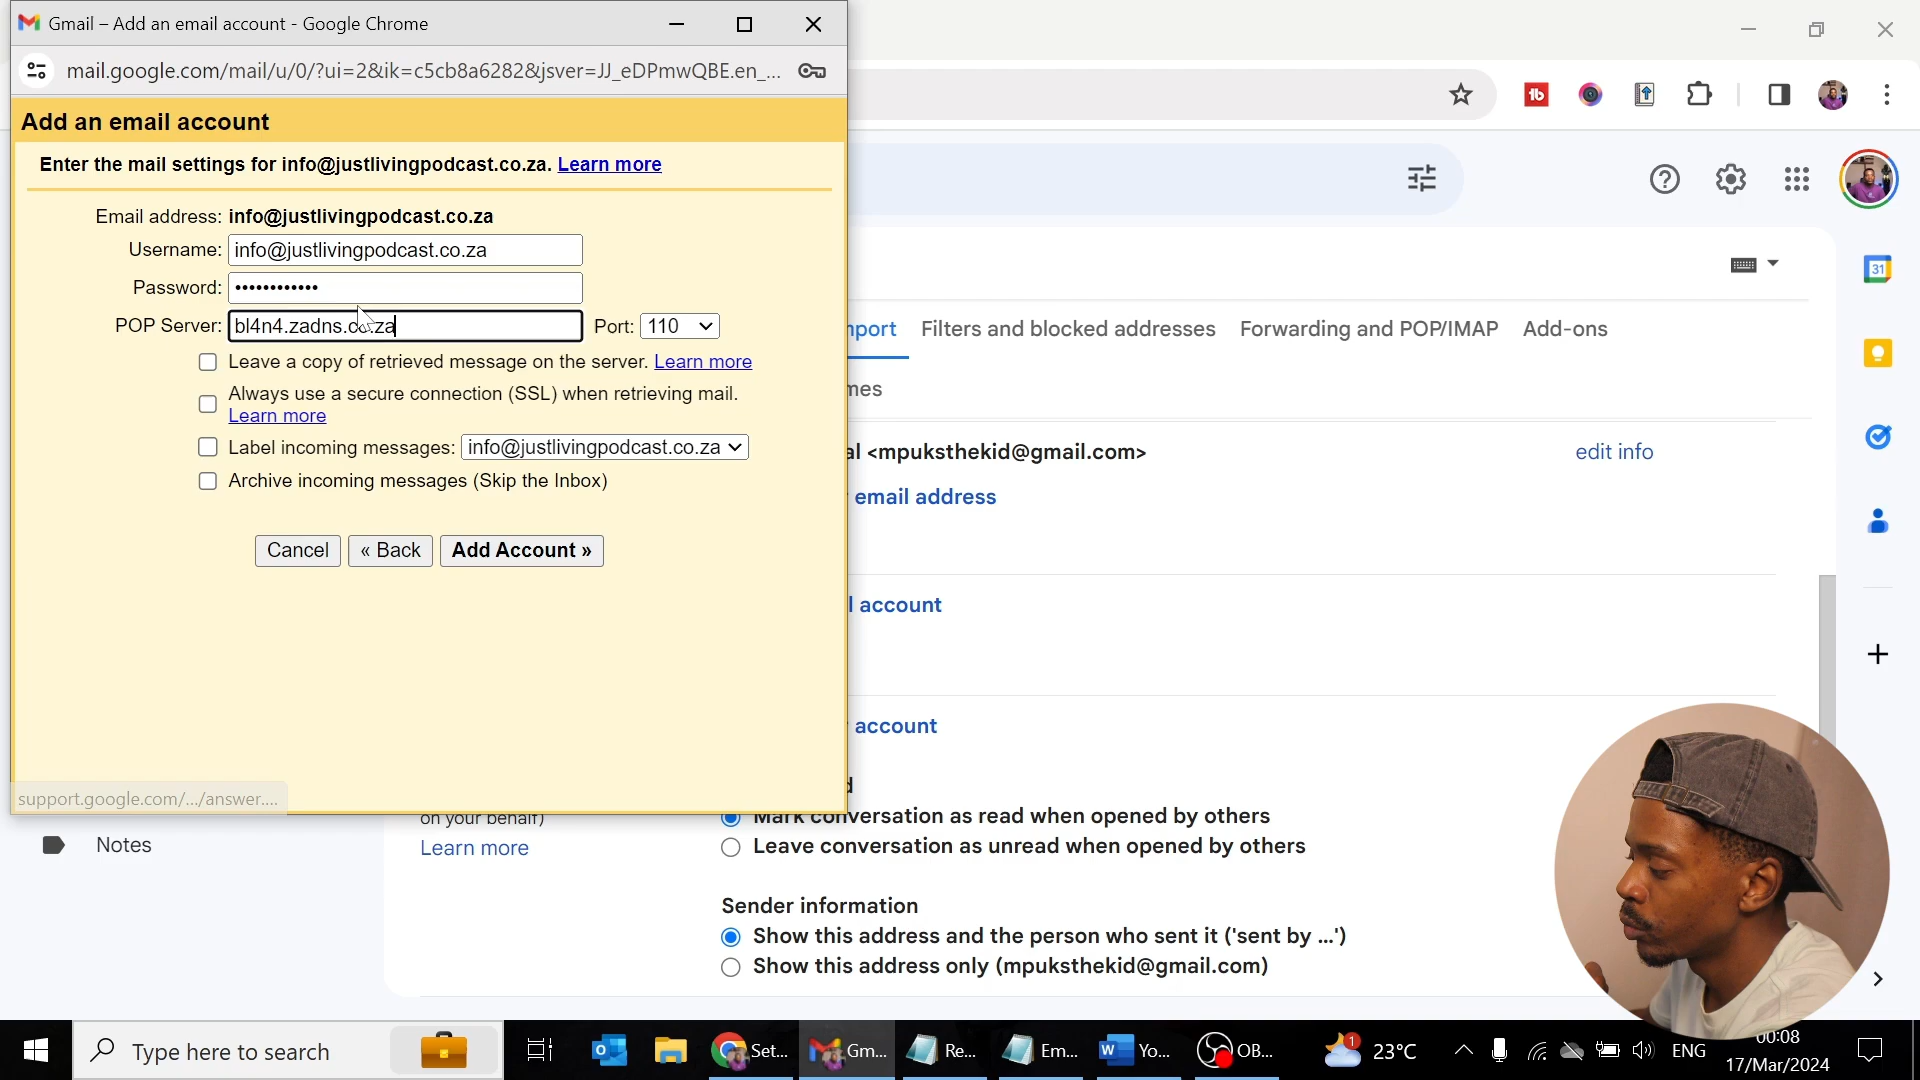 Gmail – Add an email account - Google Chrome
mail.google.com/mail/u/0/?ui=2&ik=c5cb8a6282&jsver=JJ_eDPmwQBE.en_...
Add an email account
Enter the mail settings for info@justlivingpodcast.co.za. Learn more
Email address: info@justlivingpodcast.co.za
Username: info@justlivingpodcast.co.za
Password: ••••••••••••
POP Server: bl4n4.zadns.co.za Port: 110
Leave a copy of retrieved message on the server. Learn more
Always use a secure connection (SSL) when retrieving mail.
Learn more
Label incoming messages: info@justlivingpodcast.co.za
Archive incoming messages (Skip the Inbox)
Cancel « Back Add Account »
support.google.com/.../answer....
Filters and blocked addresses Forwarding and POP/IMAP Add-ons
<mpuksthekid@gmail.com> edit info
email address
account
account
on your behalf)
Learn more
Mark conversation as read when opened by others
Leave conversation as unread when opened by others
Sender information
Show this address and the person who sent it ('sent by ...')
Show this address only (mpuksthekid@gmail.com)
Notes
31
Type here to search
Set... Gm... Re... Em... Yo... OB...
1
23°C
ENG
00:08
17/Mar/2024